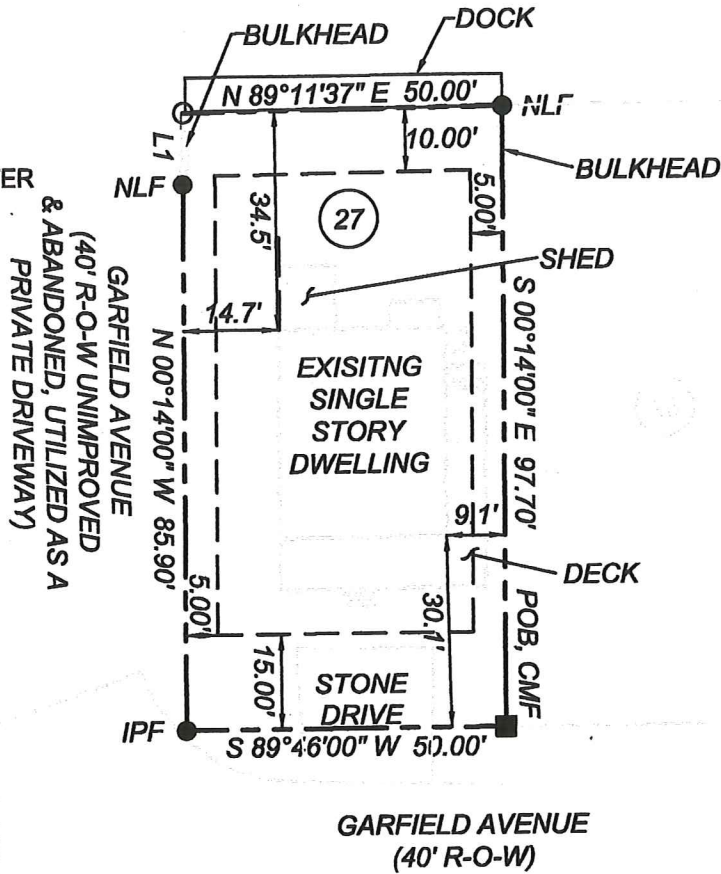 DOCK
BULKHEAD
N 89°11'37" E 50.00'
NLF
L1
10.00'
BULKHEAD
NLF
5.00'
27
34.5'
SHED
14.7'
GARFIELD AVENUE
(40' R-O-W UNIMPROVED
& ABANDONED, UTILIZED AS A
PRIVATE DRIVEWAY)
N 00°14'00" W 85.90'
S 00°14'00" E 97.70'
EXISITNG
SINGLE
STORY
DWELLING
9.1'
DECK
30.1'
5.00'
15.00'
POB, CMF
STONE
DRIVE
IPF
S 89°46'00" W 50.00'
GARFIELD AVENUE
(40' R-O-W)